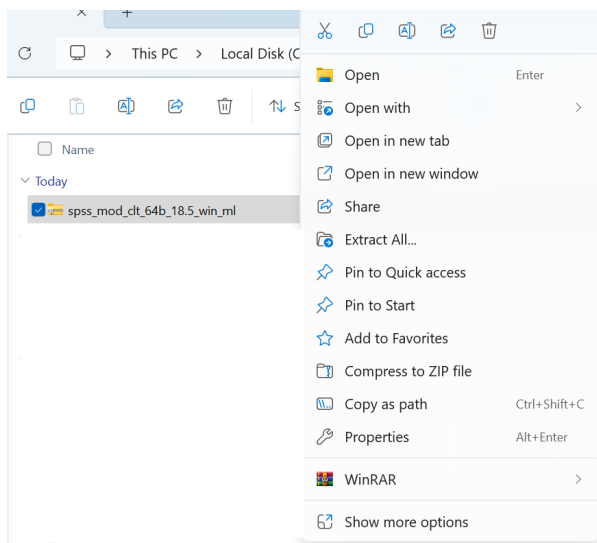 This PC > Local Disk (C
Name
Today
spss_mod_clt_64b_18.5_win_ml
Open Enter
Open with
Open in new tab
Open in new window
Share
Extract All...
Pin to Quick access
Pin to Start
Add to Favorites
Compress to ZIP file
Copy as path Ctrl+Shift+C
Properties Alt+Enter
WinRAR
Show more options